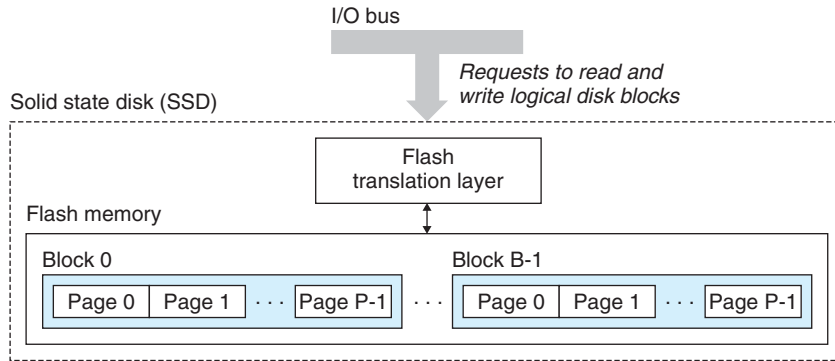 I/O bus
Requests to read and
write logical disk blocks
Solid state disk (SSD)
Flash
translation layer
Flash memory
Block 0
Block B-1
Page 0 Page 1 · · · Page P-1 · · · Page 0 Page 1 · · · Page P-1